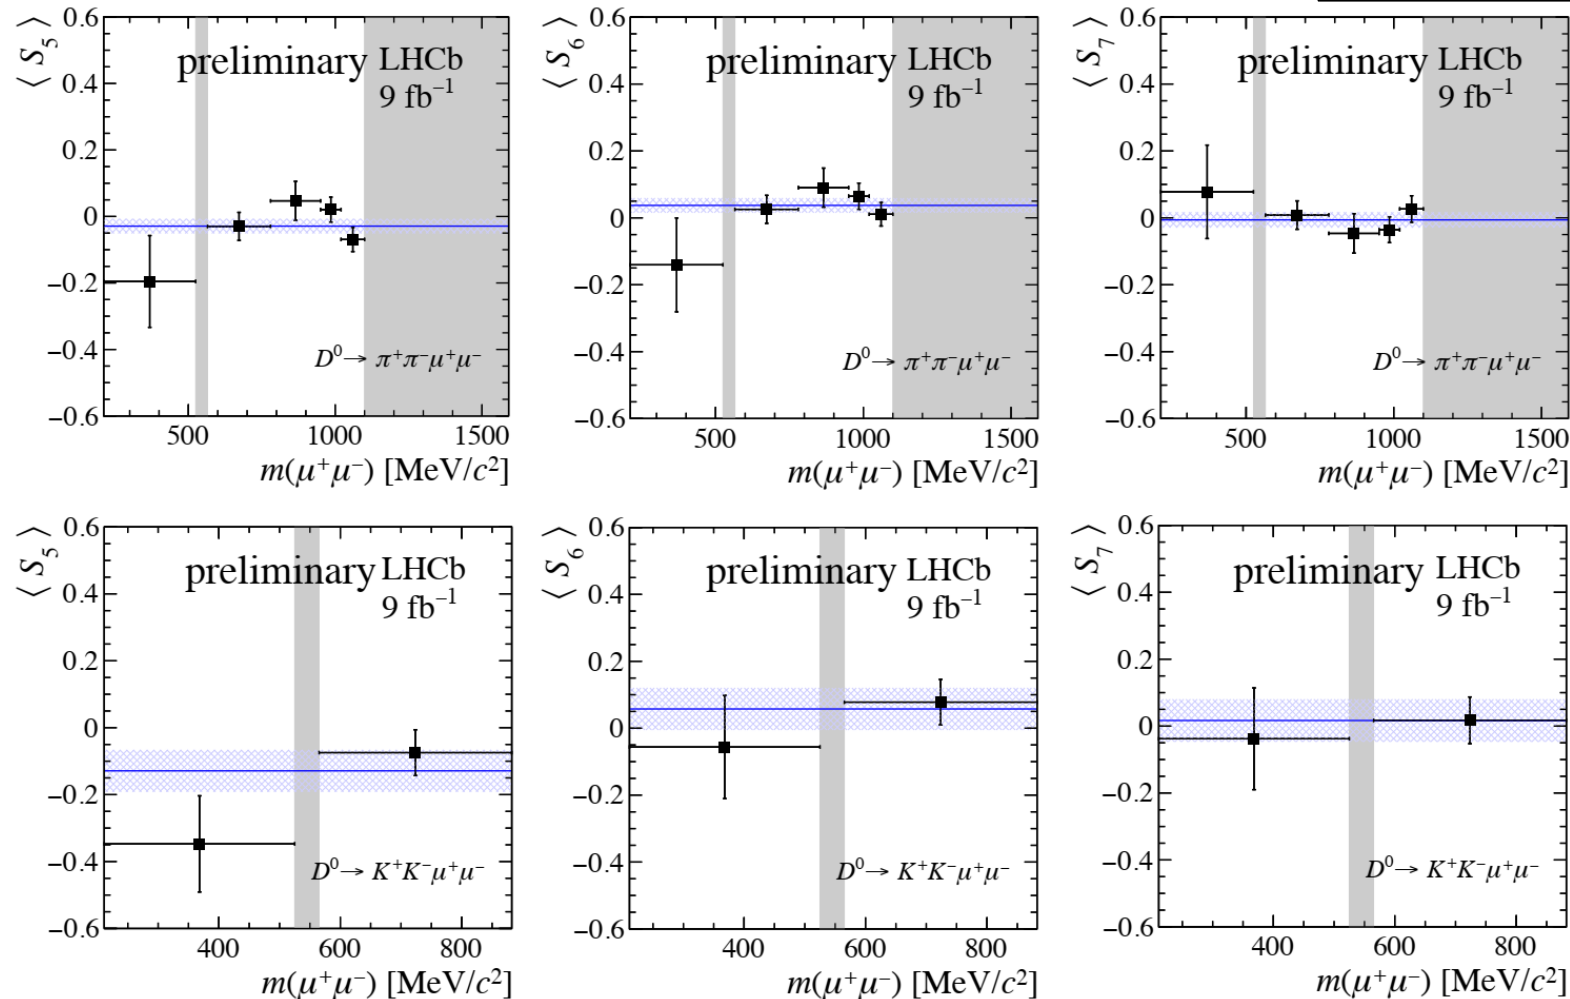 ⟨ S₅ ⟩
0.6
0.4
0.2
0
−0.2
−0.4
−0.6
preliminary LHCb
9 fb⁻¹
D⁰→ π⁺π⁻μ⁺μ⁻
500 1000 1500
m(μ⁺μ⁻) [MeV/c²]
⟨ S₆ ⟩
0.6
0.4
0.2
0
−0.2
−0.4
−0.6
preliminary LHCb
9 fb⁻¹
D⁰→ π⁺π⁻μ⁺μ⁻
500 1000 1500
m(μ⁺μ⁻) [MeV/c²]
⟨ S₇ ⟩
0.6
0.4
0.2
0
−0.2
−0.4
−0.6
preliminary LHCb
9 fb⁻¹
D⁰→ π⁺π⁻μ⁺μ⁻
500 1000 1500
m(μ⁺μ⁻) [MeV/c²]
⟨ S₅ ⟩
0.6
0.4
0.2
0
−0.2
−0.4
−0.6
preliminary LHCb
9 fb⁻¹
D⁰→ K⁺K⁻μ⁺μ⁻
400 600 800
m(μ⁺μ⁻) [MeV/c²]
⟨ S₆ ⟩
0.6
0.4
0.2
0
−0.2
−0.4
−0.6
preliminary LHCb
9 fb⁻¹
D⁰→ K⁺K⁻μ⁺μ⁻
400 600 800
m(μ⁺μ⁻) [MeV/c²]
⟨ S₇ ⟩
0.6
0.4
0.2
0
−0.2
−0.4
−0.6
preliminary LHCb
9 fb⁻¹
D⁰→ K⁺K⁻μ⁺μ⁻
400 600 800
m(μ⁺μ⁻) [MeV/c²]